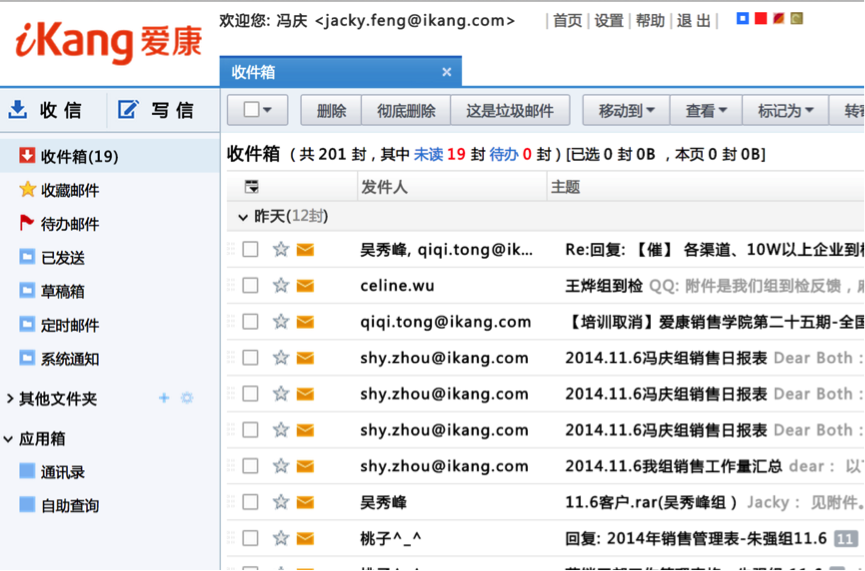 iKang 爱康
欢迎您: 冯庆 <jacky.feng@ikang.com>
|首页|设置|帮助|退出|
收件箱 ×
收信 写信
删除 彻底删除 这是垃圾邮件 移动到 查看 标记为
收件箱(19)
收藏邮件
待办邮件
已发送
草稿箱
定时邮件
系统通知
其他文件夹 +
应用箱
通讯录
自助查询
收件箱 ( 共 201 封 , 其中 未读 19 封 待办 0 封 ) [已选 0 封 0B , 本页 0 封 0B]
发件人 主题
昨天(12封)
吴秀峰, qiqi.tong@ik... Re:回复: 【催】 各渠道、10W以上企业到
celine.wu 王烨组到检 QQ: 附件是我们组到检反馈 ,
qiqi.tong@ikang.com 【培训取消】爱康销售学院第二十五期-全国
shy.zhou@ikang.com 2014.11.6冯庆组销售日报表 Dear Both :
shy.zhou@ikang.com 2014.11.6冯庆组销售日报表 Dear Both :
shy.zhou@ikang.com 2014.11.6冯庆组销售日报表 Dear Both :
shy.zhou@ikang.com 2014.11.6我组销售工作量汇总 dear : 以
吴秀峰 11.6客户.rar(吴秀峰组 ) Jacky : 见附件。
桃子^_^ 回复: 2014年销售管理表-朱强组11.6 11